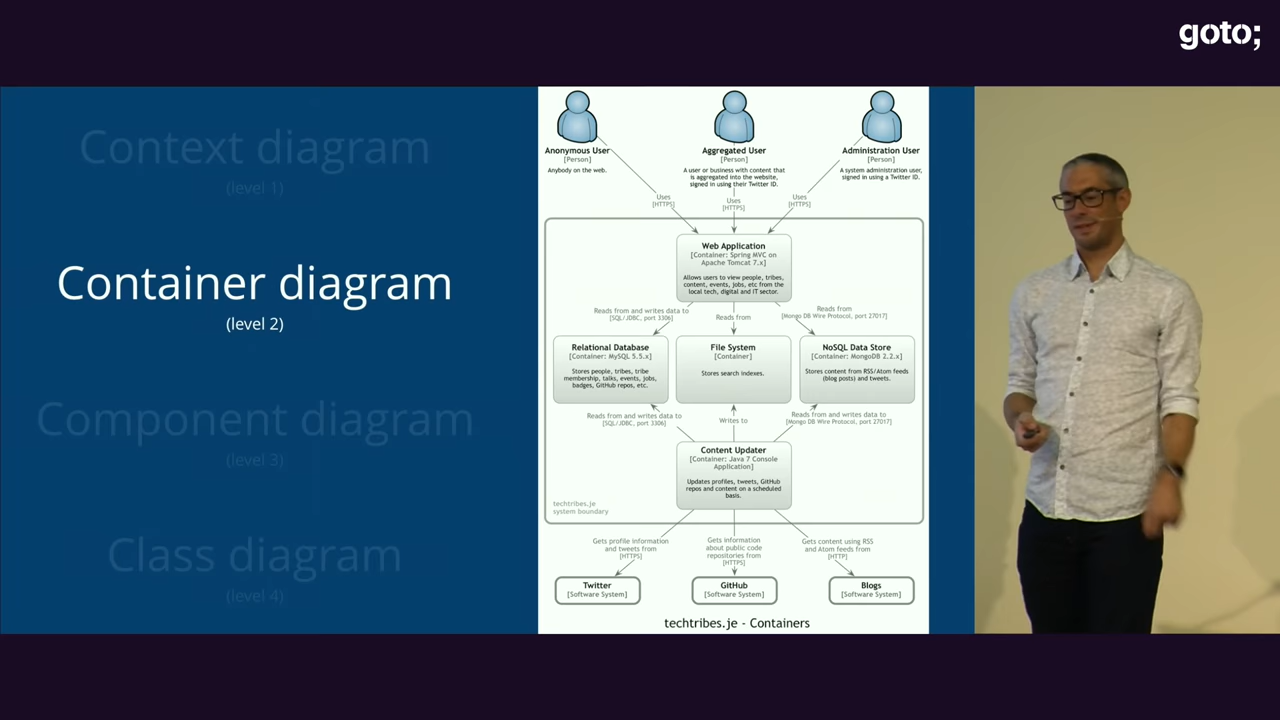 goto;
Context diagram
(level 1)
Container diagram
(level 2)
Component diagram
(level 3)
Class diagram
(level 4)
Anonymous User
[Person]
Anybody on the web.
Aggregated User
[Person]
A user or business with content that
is aggregated into the website,
signed in using their Twitter ID.
Administration User
[Person]
A system administration user,
signed in using a Twitter ID.
Uses
[HTTPS]
Uses
[HTTPS]
Uses
[HTTPS]
Web Application
[Container: Spring MVC on
Apache Tomcat 7.x]
Allows users to view people, tribes,
content, events, jobs, etc from the
local tech, digital and IT sector.
Reads from and writes data to
[SQL/JDBC, port 3306]
Reads from
Reads from
[Mongo DB Wire Protocol, port 27017]
Relational Database
[Container: MySQL 5.5.x]
Stores people, tribes, tribe
membership, talks, events, jobs,
badges, GitHub repos, etc.
File System
[Container]
Stores search indexes.
NoSQL Data Store
[Container: MongoDB 2.2.x]
Stores content from RSS/Atom feeds
(blog posts) and tweets.
Reads from and writes data to
[SQL/JDBC, port 3306]
Writes to
Reads from and writes data to
[Mongo DB Wire Protocol, port 27017]
Content Updater
[Container: Java 7 Console
Application]
Updates profiles, tweets, GitHub
repos and content on a scheduled
basis.
techtribes.je
system boundary
Gets profile information
and tweets from
[HTTPS]
Gets information
about public code
repositories from
[HTTPS]
Gets content using RSS
and Atom feeds from
[HTTP]
Twitter
[Software System]
GitHub
[Software System]
Blogs
[Software System]
techtribes.je - Containers